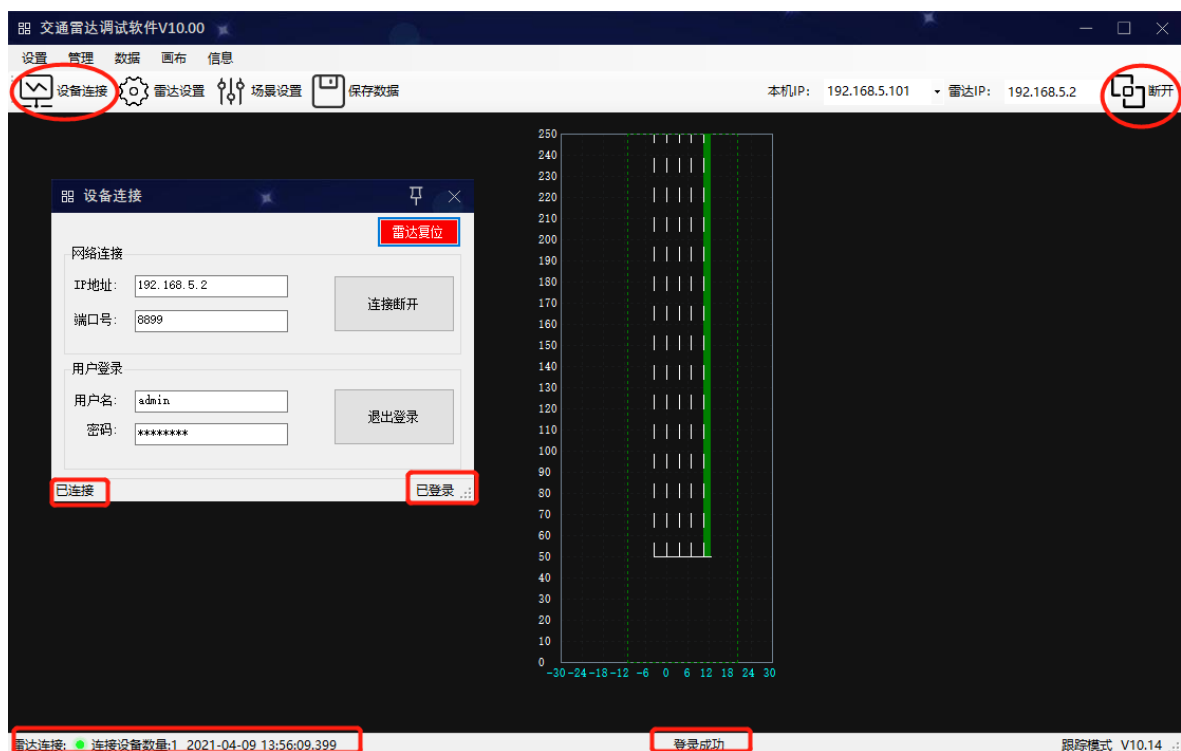 交通雷达调试软件V10.00
设置 管理 数据 画布 信息
设备连接 雷达设置 场景设置 保存数据 本机IP: 192.168.5.101 雷达IP: 192.168.5.2 断开
设备连接
雷达复位
网络连接
IP地址: 192.168.5.2
连接断开
端口号: 8899
用户登录
用户名: admin
退出登录
密码: ********
已连接 已登录
250
240
230
220
210
200
190
180
170
160
150
140
130
120
110
100
90
80
70
60
50
40
30
20
10
0
-30 -24 -18 -12 -6 0 6 12 18 24 30
雷达连接: 连接设备数量:1 2021-04-09 13:56:09.399 登录成功 跟踪模式 V10.14